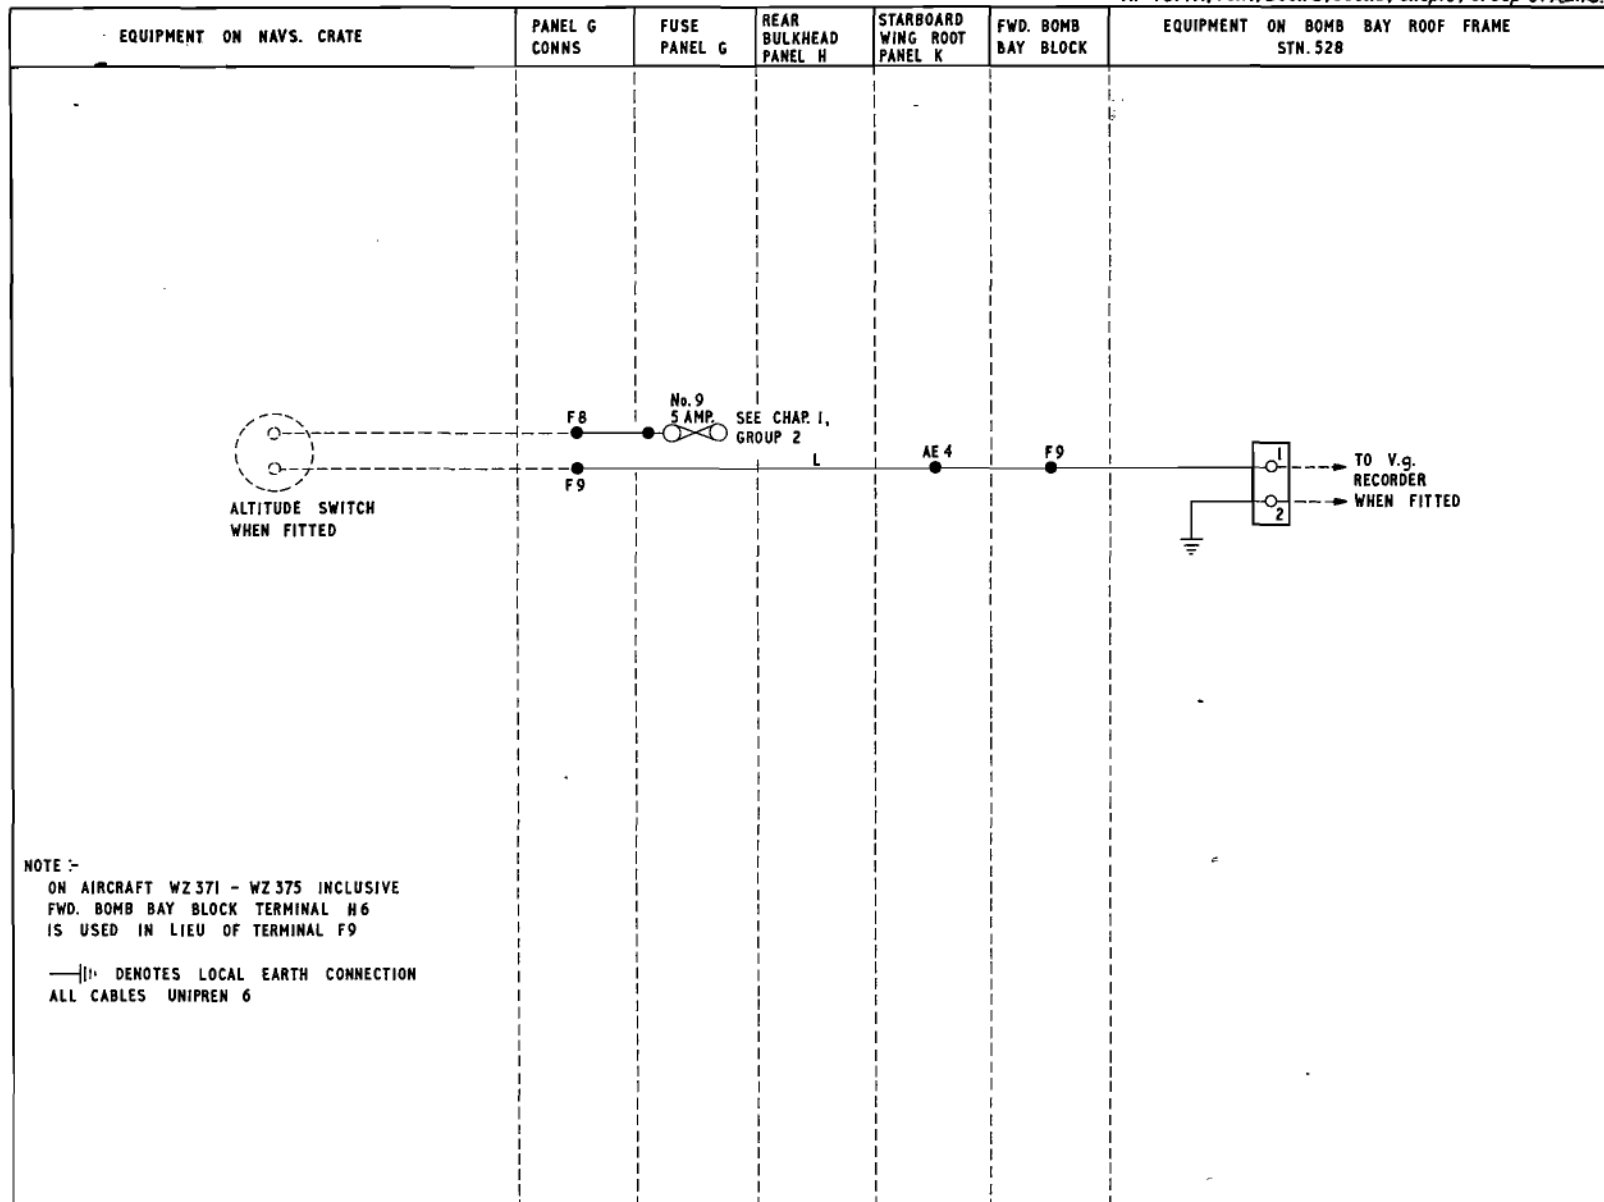 EQUIPMENT ON NAVS. CRATE
PANEL G
CONNS
FUSE
PANEL G
REAR
BULKHEAD
PANEL H
STARBOARD
WING ROOT
PANEL K
FWD. BOMB
BAY BLOCK
EQUIPMENT ON BOMB BAY ROOF FRAME
STN. 528
F8
No. 9
5 AMP.
SEE CHAP. 1,
GROUP 2
F9
L
AE 4
F9
1
2
TO V.g.
RECORDER
WHEN FITTED
ALTITUDE SWITCH
WHEN FITTED
NOTE :-
ON AIRCRAFT WZ 371 - WZ 375 INCLUSIVE
FWD. BOMB BAY BLOCK TERMINAL H6
IS USED IN LIEU OF TERMINAL F9
DENOTES LOCAL EARTH CONNECTION
ALL CABLES UNIPREN 6